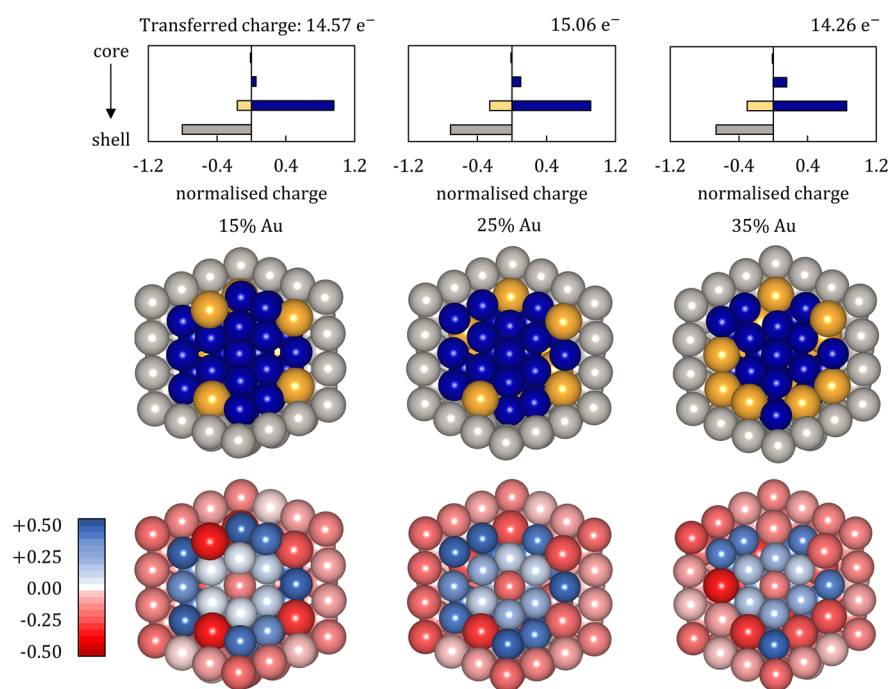 Transferred charge: 14.57 e⁻ 15.06 e⁻ 14.26 e⁻
core
shell
-1.2 -0.4 0.4 1.2 -1.2 -0.4 0.4 1.2 -1.2 -0.4 0.4 1.2
normalised charge normalised charge normalised charge
15% Au 25% Au 35% Au
+0.50
+0.25
0.00
-0.25
-0.50